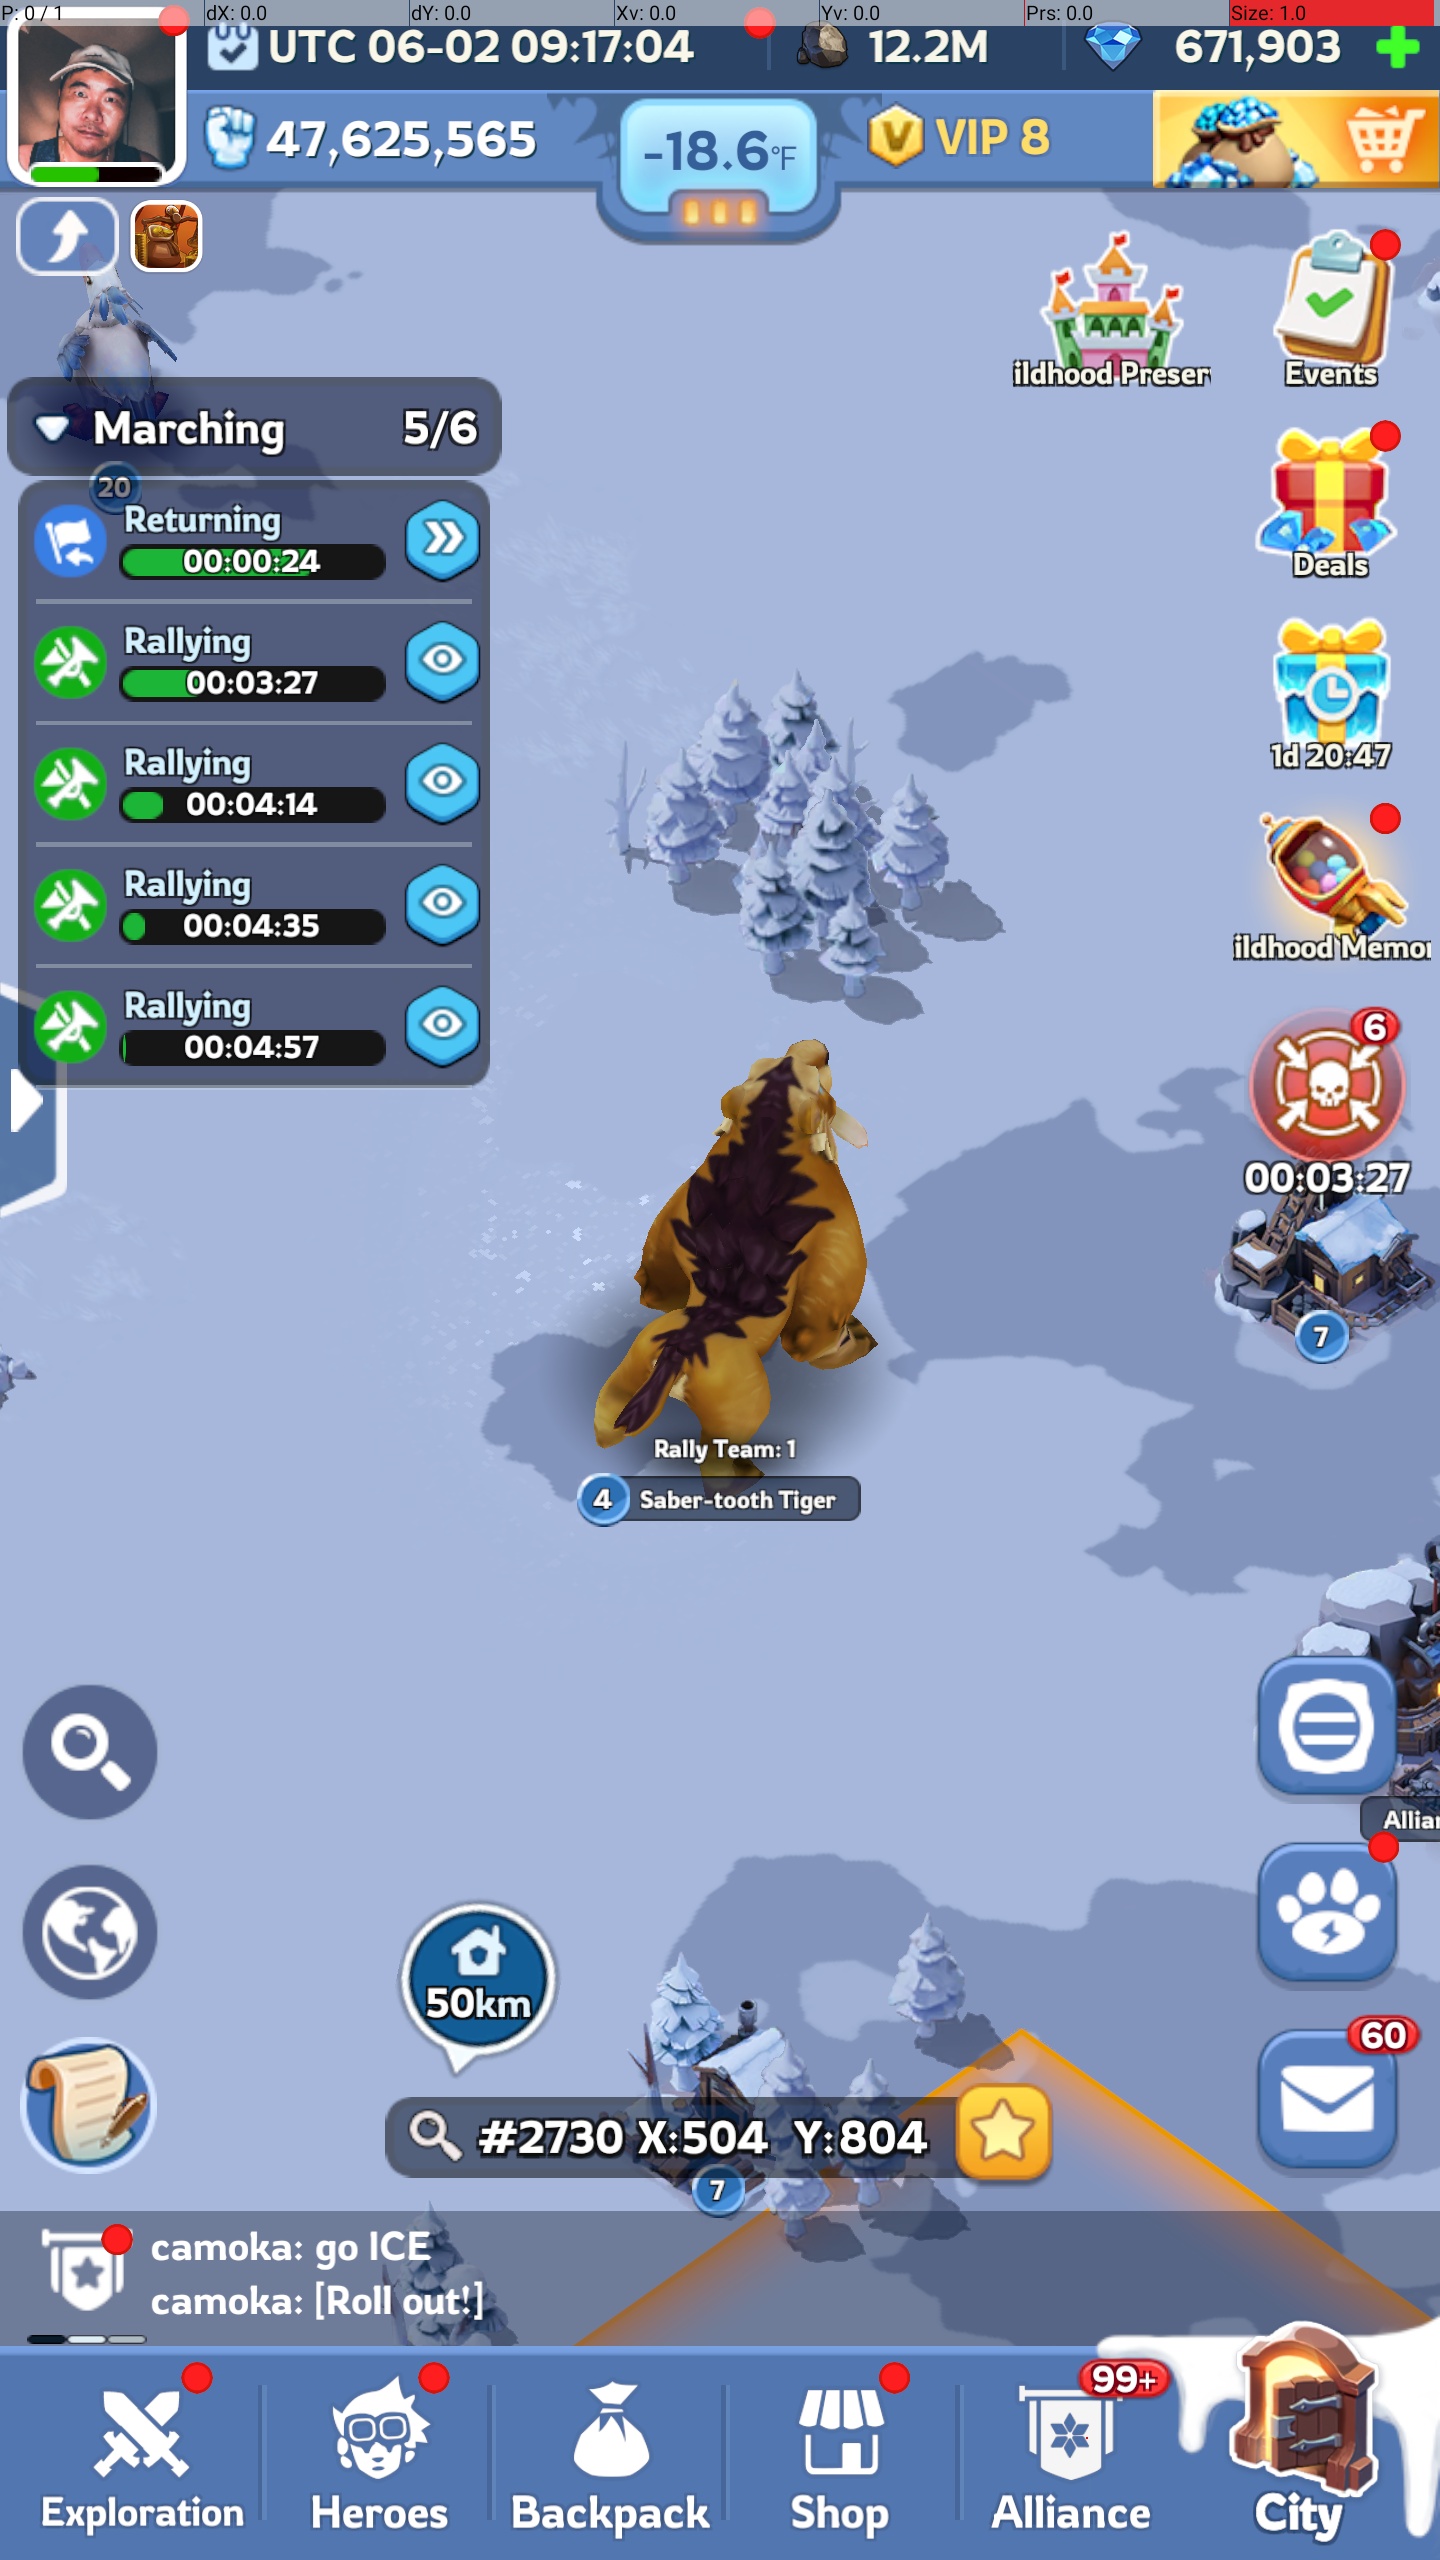 P: 0 / 1 dX: 0.0 dY: 0.0 Xv: 0.0 Yv: 0.0 Prs: 0.0 Size: 1.0
UTC 06-02 09:17:04 12.2M 671,903
47,625,565 -18.6°F VIP 8
ildhood Preser Events
Marching 5/6
20
Returning
00:00:24
Deals
Rallying
00:03:27
1d 20:47
Rallying
00:04:14
Rallying
00:04:35
ildhood Memor
Rallying
00:04:57
6
00:03:27
7
Rally Team: 1
4 Saber-tooth Tiger
Allian
50km
60
#2730 X:504 Y:804
7
camoka: go ICE
camoka: [Roll out!]
99+
Exploration Heroes Backpack Shop Alliance City